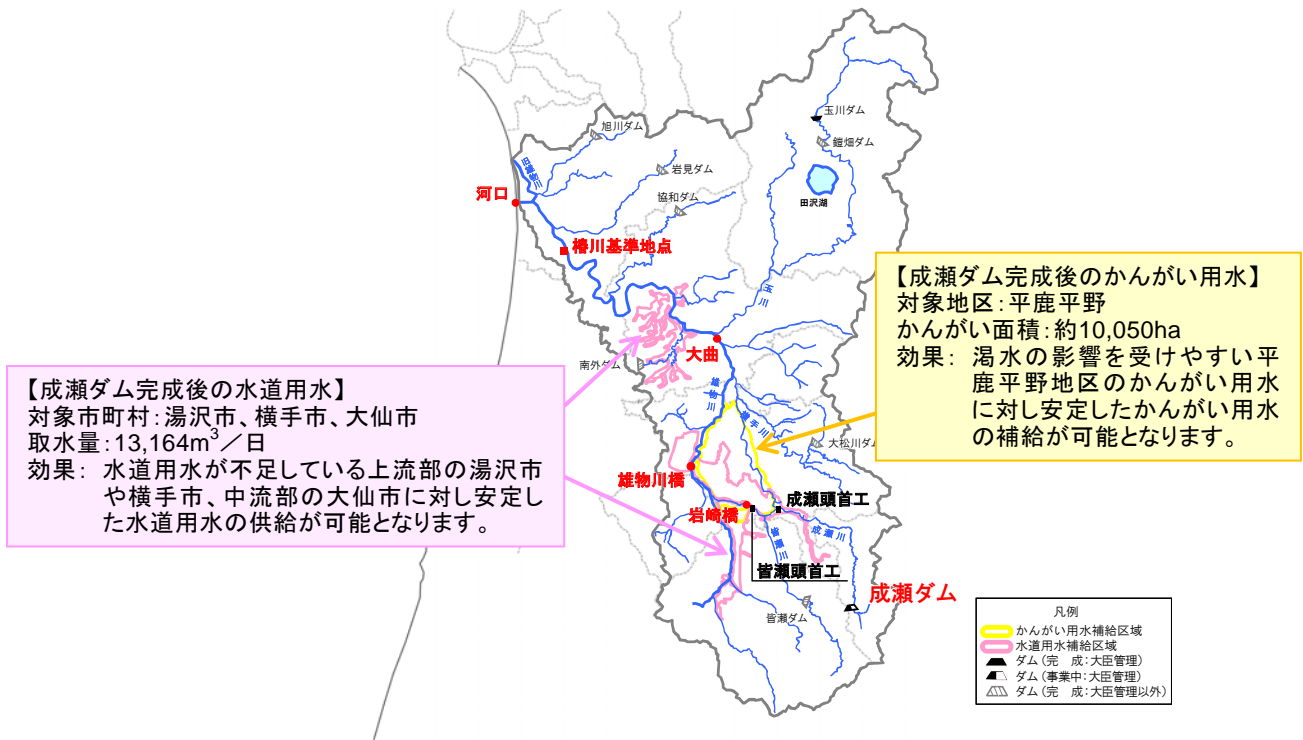 玉川ダム
旭川ダム
鎧畑ダム
岩見ダム
旧雄物川
河口
協和ダム
田沢湖
椿川基準地点
玉川
大曲
南外ダム
雄物川
横手川
大松川ダム
雄物川橋
岩崎橋
成瀬頭首工
皆瀬川
成瀬川
皆瀬頭首工
成瀬ダム
皆瀬ダム
【成瀬ダム完成後のかんがい用水】
対象地区:平鹿平野
かんがい面積:約10,050ha
効果: 渇水の影響を受けやすい平
鹿平野地区のかんがい用水
に対し安定したかんがい用水
の補給が可能となります。
【成瀬ダム完成後の水道用水】
対象市町村:湯沢市、横手市、大仙市
取水量:13,164m³/日
効果: 水道用水が不足している上流部の湯沢市
や横手市、中流部の大仙市に対し安定し
た水道用水の供給が可能となります。
凡例
かんがい用水補給区域
水道用水補給区域
ダム(完 成:大臣管理)
ダム(事業中:大臣管理)
ダム(完 成:大臣管理以外)